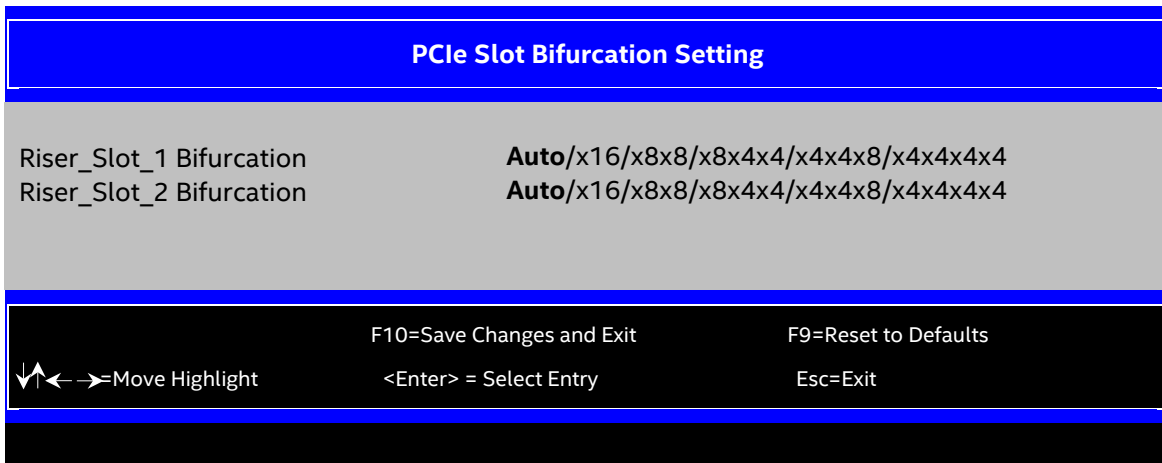 PCIe Slot Bifurcation Setting
Riser_Slot_1 Bifurcation Auto/x16/x8x8/x8x4x4/x4x4x8/x4x4x4x4
Riser_Slot_2 Bifurcation Auto/x16/x8x8/x8x4x4/x4x4x8/x4x4x4x4
F10=Save Changes and Exit F9=Reset to Defaults
↓↑←→=Move Highlight <Enter> = Select Entry Esc=Exit